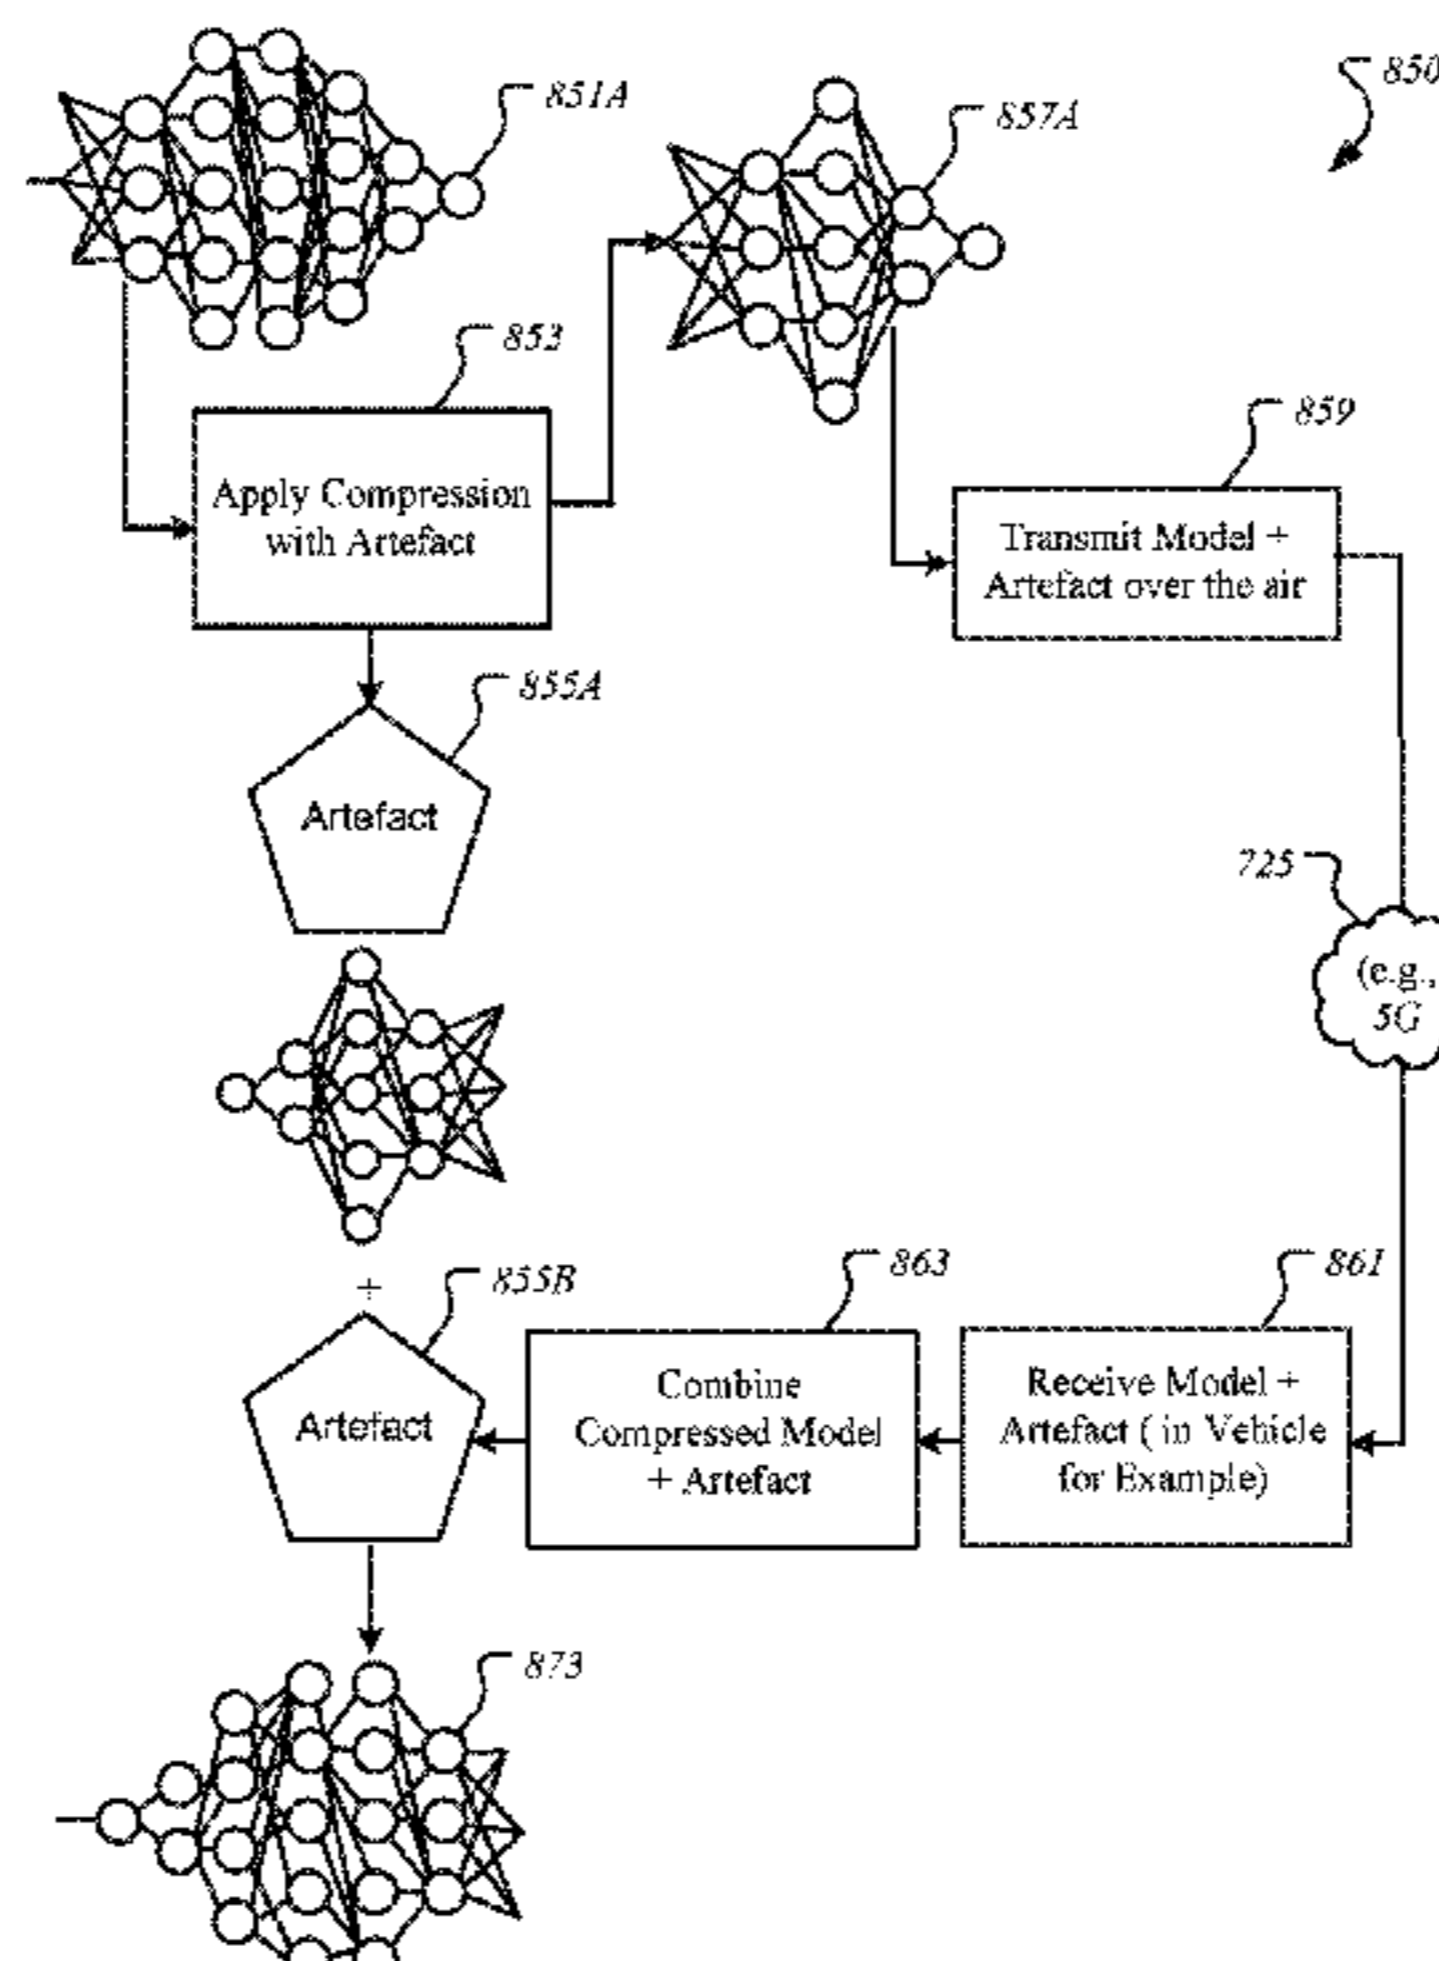 850
851A
857A
853
859
Apply Compression
with Artefact
Transmit Model +
Artefact over the air
855A
Artefact
725
(e.g.,
5G
+
855B
863
861
Artefact
Combine
Compressed Model
+ Artefact
Receive Model +
Artefact ( in Vehicle
for Example)
873